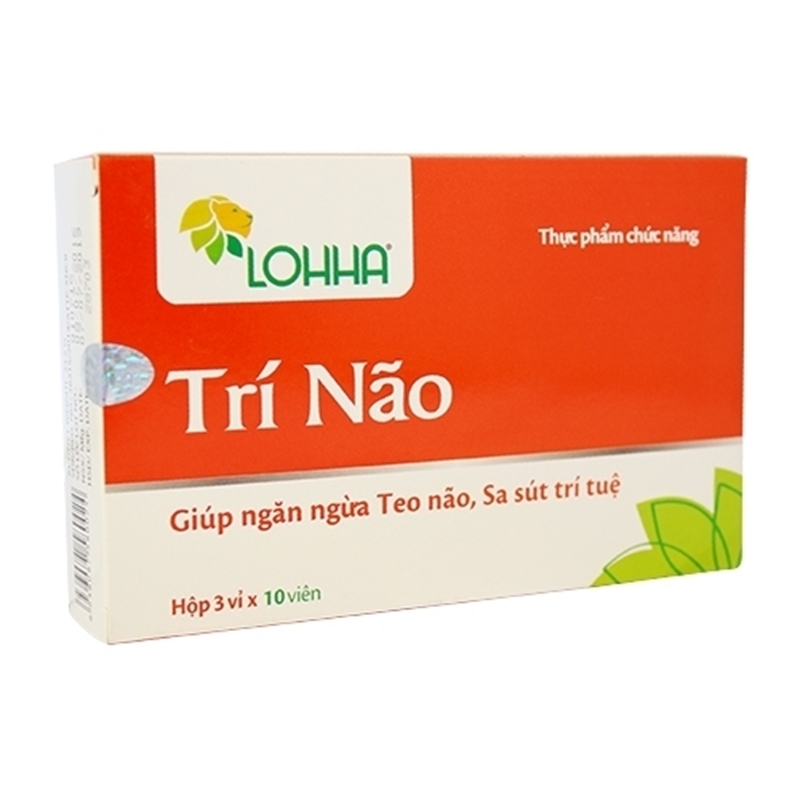 LOHHA®
Thực phẩm chức năng
Trí Não
Giúp ngăn ngừa Teo não, Sa sút trí tuệ
Hộp 3 vỉ x 10 viên